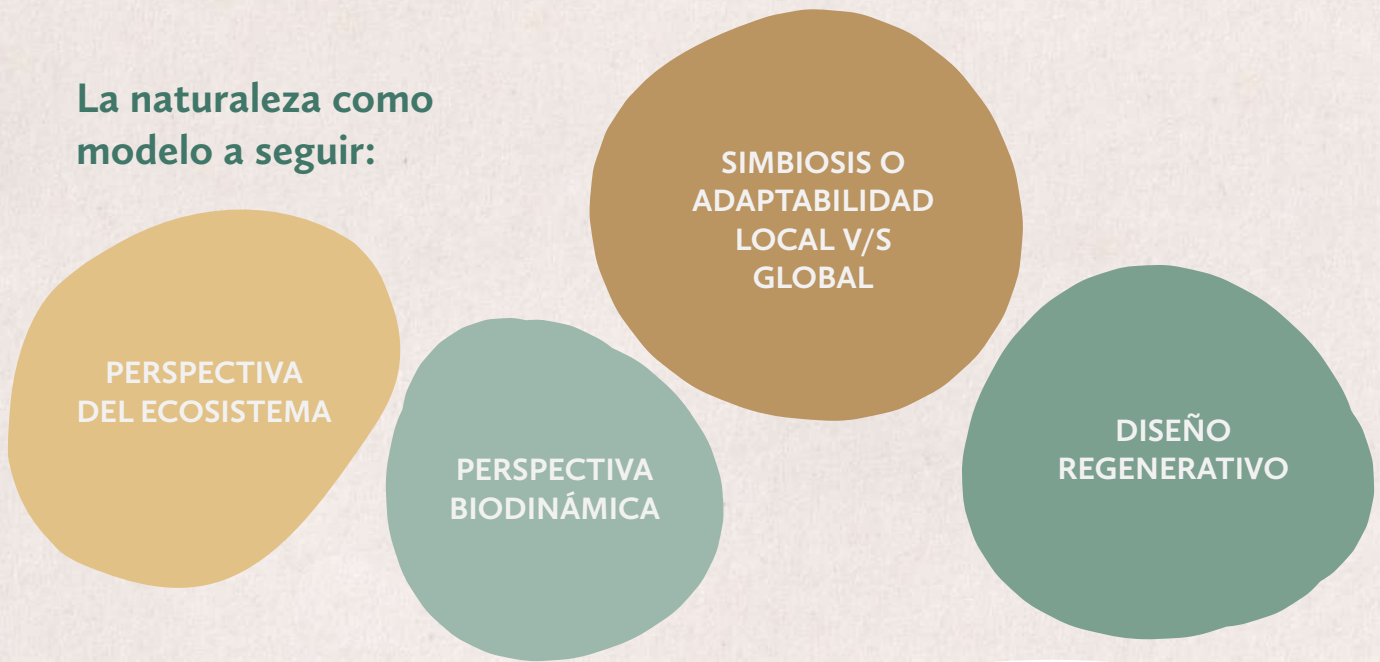 La naturaleza como
modelo a seguir:
SIMBIOSIS O
ADAPTABILIDAD
LOCAL V/S
GLOBAL
PERSPECTIVA
DEL ECOSISTEMA
PERSPECTIVA
BIODINÁMICA
DISEÑO
REGENERATIVO